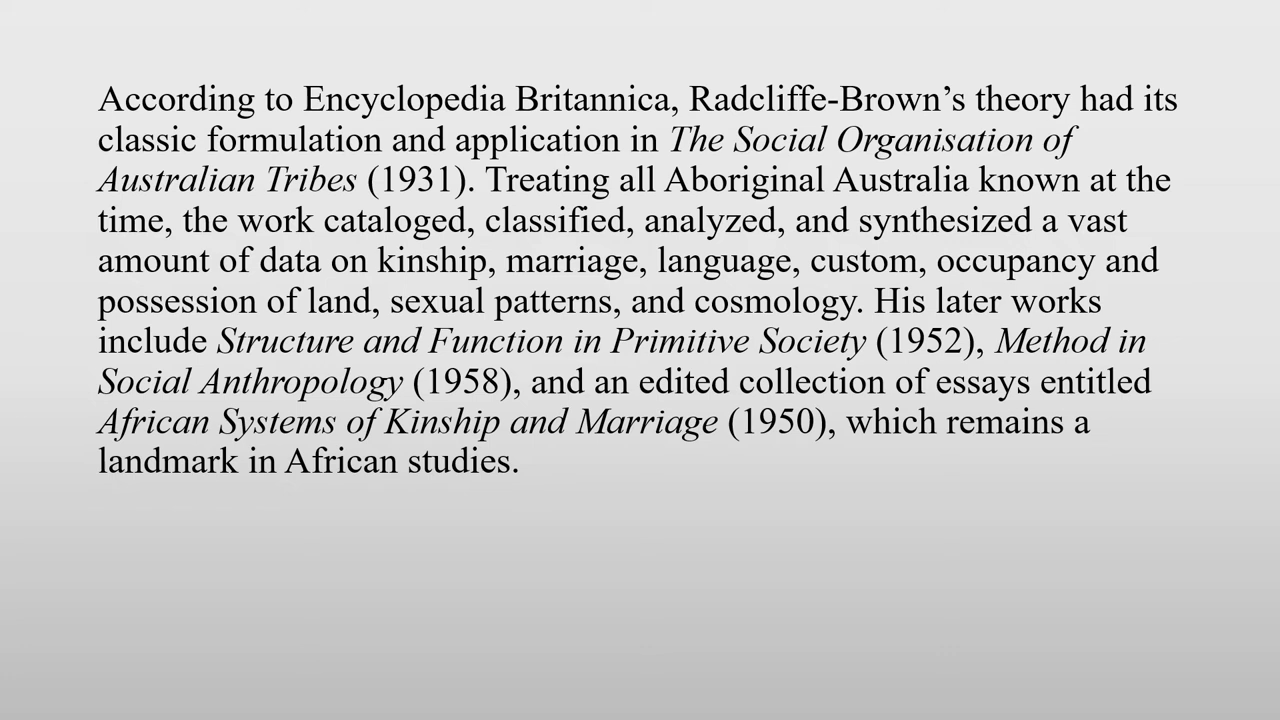 According to Encyclopedia Britannica, Radcliffe-Brown’s theory had its
classic formulation and application in The Social Organisation of
Australian Tribes (1931). Treating all Aboriginal Australia known at the
time, the work cataloged, classified, analyzed, and synthesized a vast
amount of data on kinship, marriage, language, custom, occupancy and
possession of land, sexual patterns, and cosmology. His later works
include Structure and Function in Primitive Society (1952), Method in
Social Anthropology (1958), and an edited collection of essays entitled
African Systems of Kinship and Marriage (1950), which remains a
landmark in African studies.